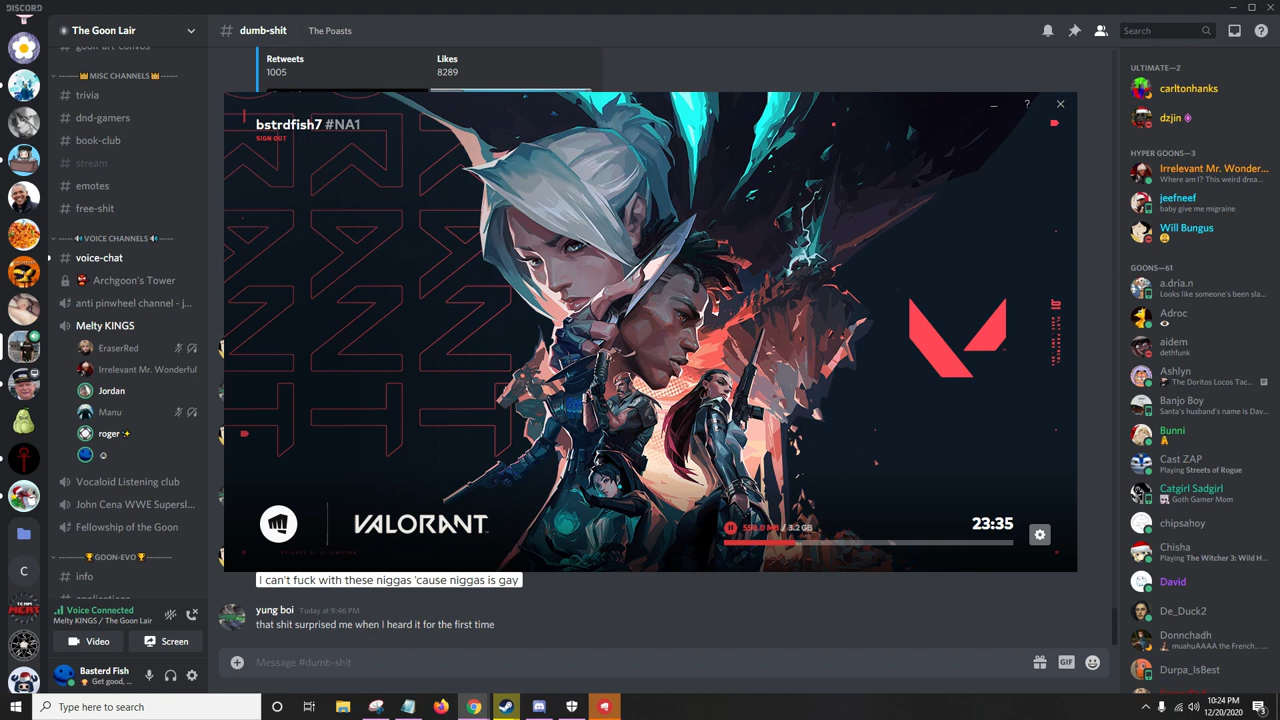 DISCORD
The Goon Lair
dumb-shit
The Poasts
Search
goon-art-convos
MISC CHANNELS
trivia
dnd-gamers
book-club
stream
emotes
free-shit
VOICE CHANNELS
voice-chat
Archgoon's Tower
anti pinwheel channel - j...
Melty KINGS
EraserRed
Irrelevant Mr. Wonderful
Jordan
Manu
roger
Vocaloid Listening club
John Cena WWE Supersl...
Fellowship of the Goon
GOON-EVO
info
Voice Connected
Melty KINGS / The Goon Lair
Video
Screen
Basterd Fish
Get good, ...
Retweets
Likes
1005
8289
bstrdfish7 #NA1
SIGN OUT
VALORANT
/ 3.2 GB
23:35
I can't fuck with these niggas 'cause niggas is gay
yung boi Today at 9:46 PM
that shit surprised me when I heard it for the first time
Message #dumb-shit
GIF
ULTIMATE—2
carltonhanks
dzjin
HYPER GOONS—3
Irrelevant Mr. Wonder...
Where am I? This weird drea...
jeefneef
baby give me migraine
Will Bungus
GOONS—61
a.dria.n
Looks like someone's been sla...
Adroc
aidem
dethfunk
Ashlyn
The Doritos Locos Tac...
Banjo Boy
Santa's husband's name is Dav...
Bunni
Cast ZAP
Playing Streets of Rogue
Catgirl Sadgirl
Goth Gamer Mom
chipsahoy
Chisha
Playing The Witcher 3: Wild H...
David
De_Duck2
Donnchadh
muahuAAAA the French...
Durpa_IsBest
TEAM
MEAT
C
Type here to search
10:24 PM
12/20/2020
3